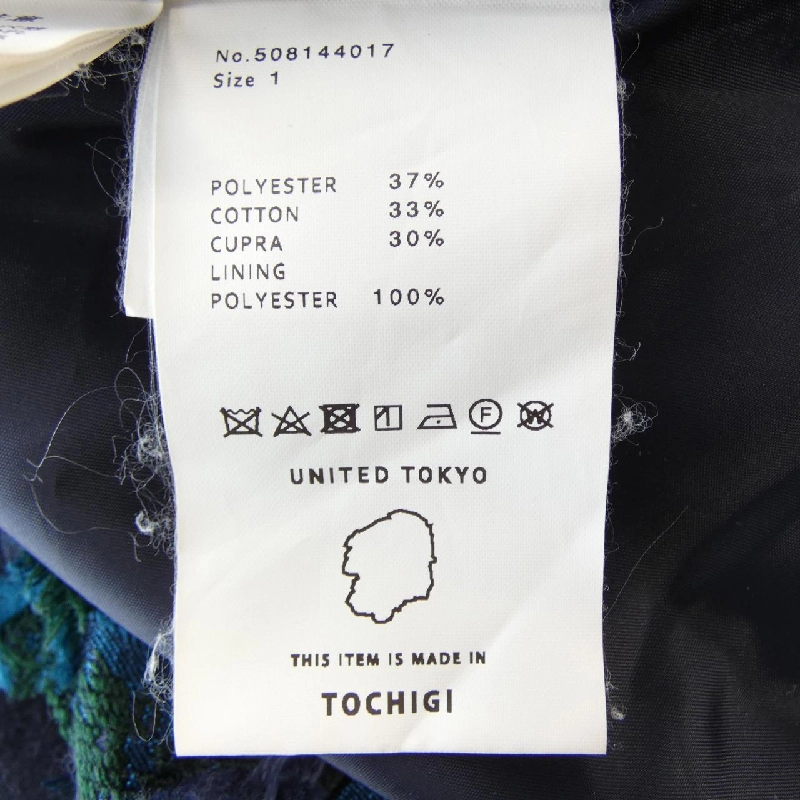 No.508144017
Size 1
POLYESTER 37%
COTTON 33%
CUPRA 30%
LINING
POLYESTER 100%
F W
UNITED TOKYO
THIS ITEM IS MADE IN
TOCHIGI